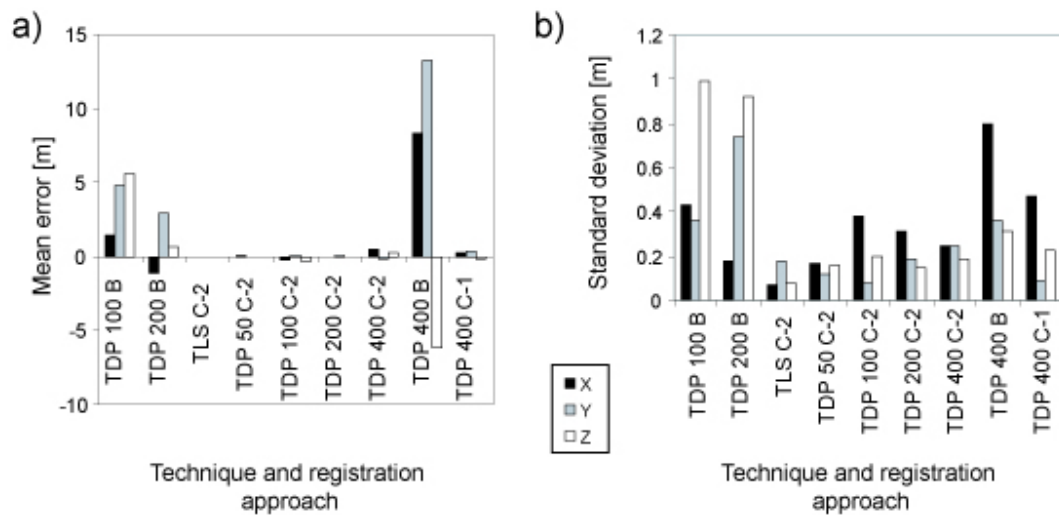 a)
Mean error [m]
15
10
5
0
-5
-10
TDP 100 B
TDP 200 B
TLS C-2
TDP 50 C-2
TDP 100 C-2
TDP 200 C-2
TDP 400 C-2
TDP 400 B
TDP 400 C-1
Technique and registration
approach
X
Y
Z
b)
Standard deviation [m]
1.2
1
0.8
0.6
0.4
0.2
0
TDP 100 B
TDP 200 B
TLS C-2
TDP 50 C-2
TDP 100 C-2
TDP 200 C-2
TDP 400 C-2
TDP 400 B
TDP 400 C-1
Technique and registration
approach